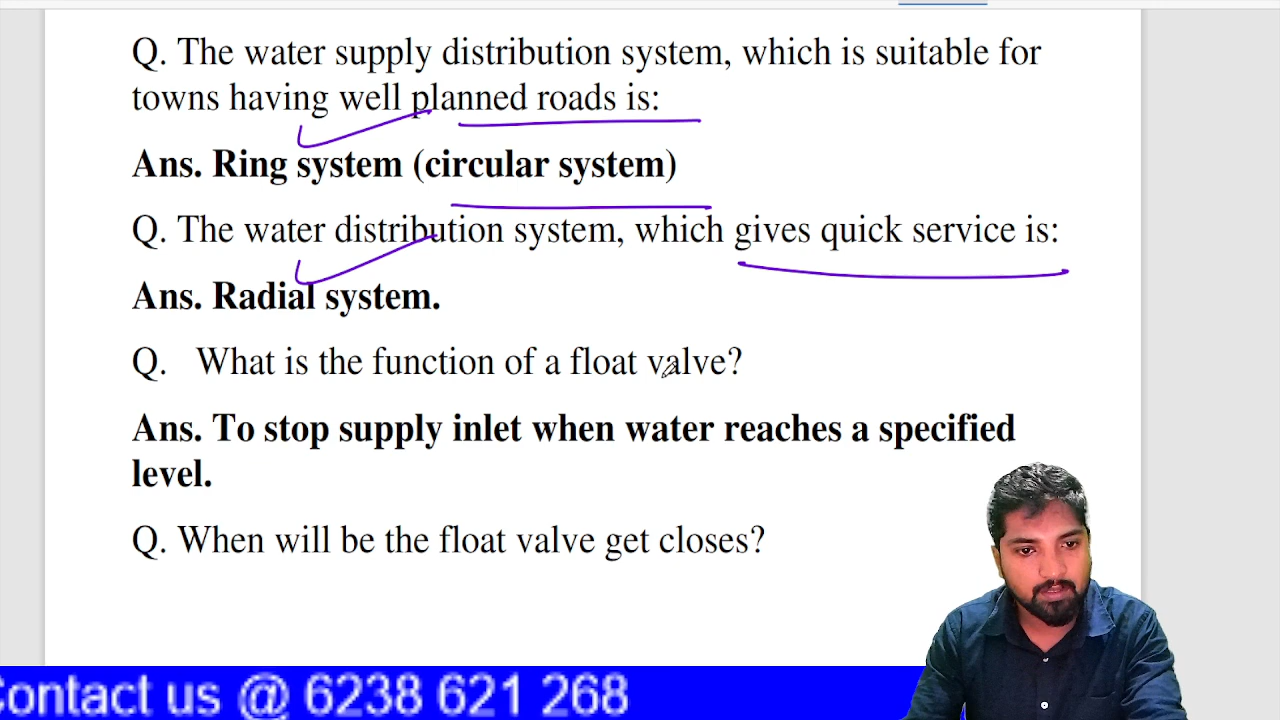 Q. The water supply distribution system, which is suitable for
towns having well planned roads is:
Ans. Ring system (circular system)
Q. The water distribution system, which gives quick service is:
Ans. Radial system.
Q. What is the function of a float valve?
Ans. To stop supply inlet when water reaches a specified
level.
Q. When will be the float valve get closes?
Contact us @ 6238 621 268